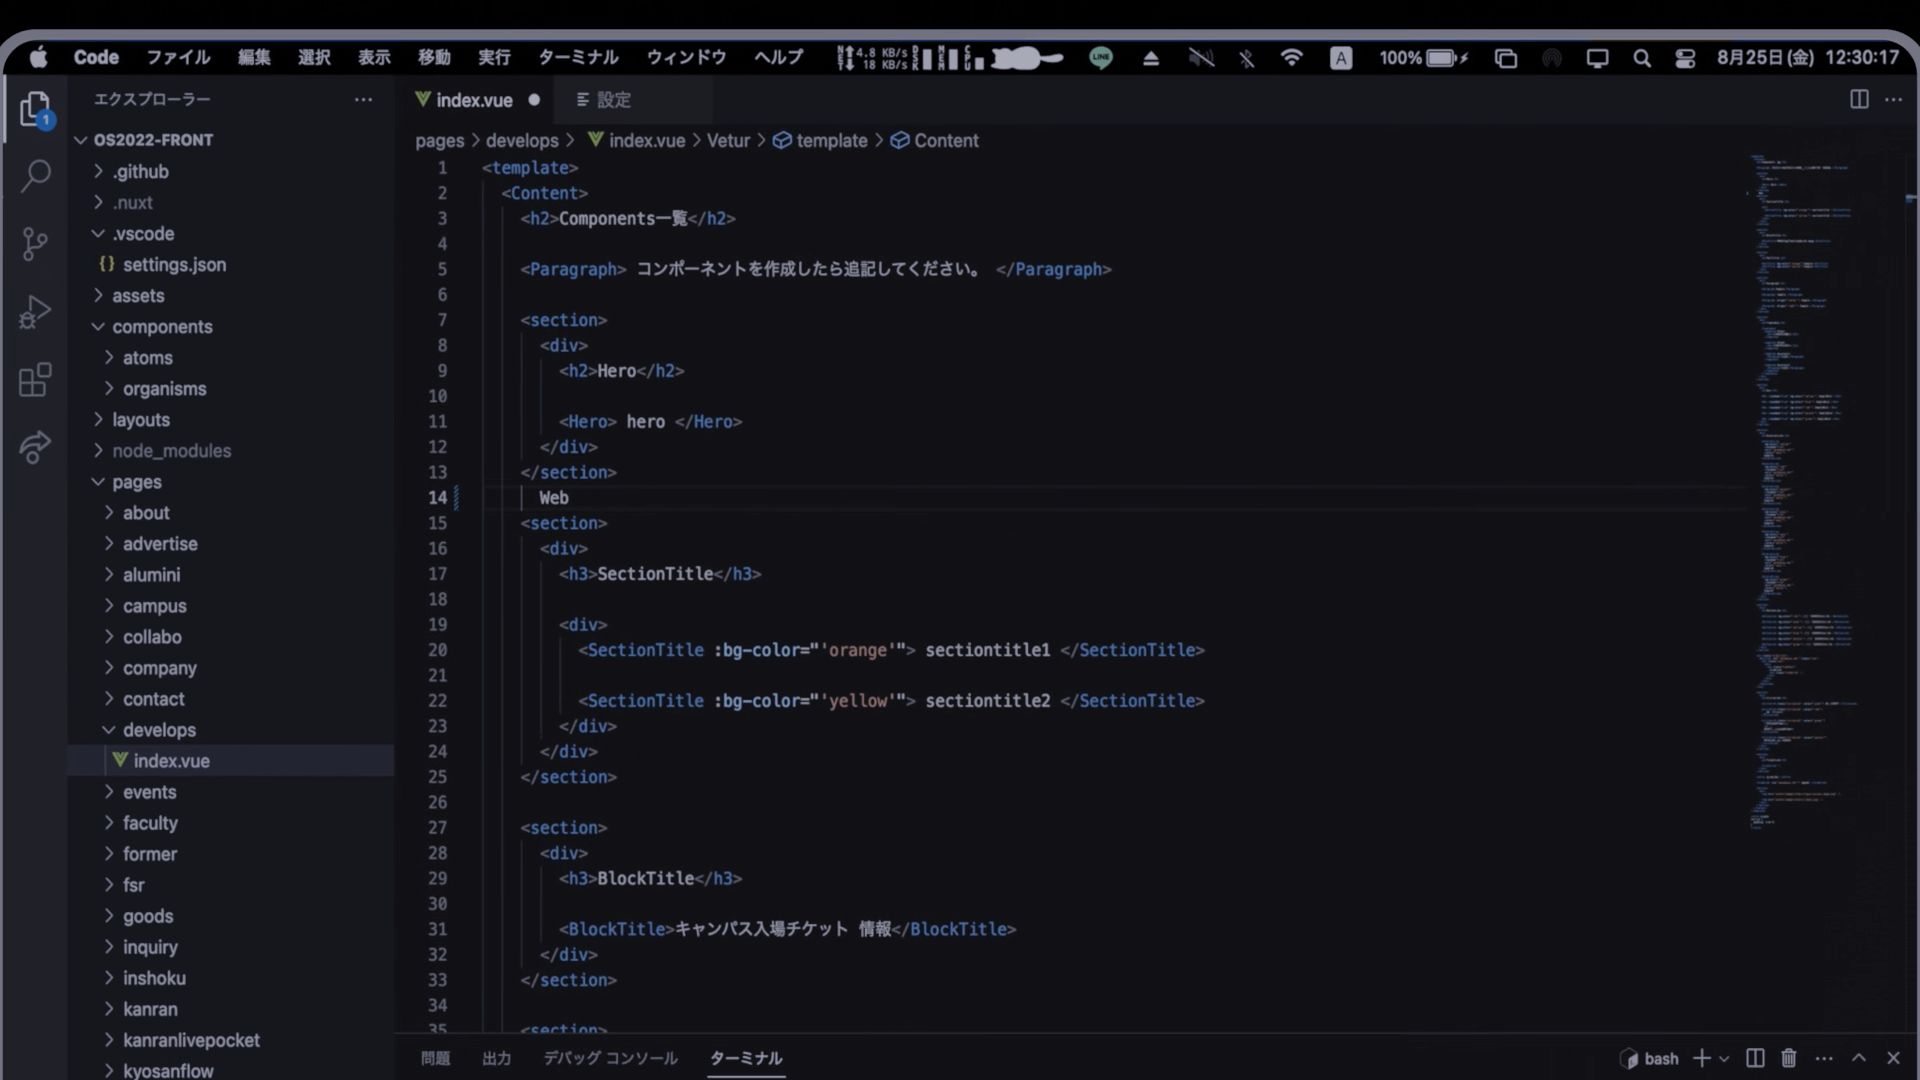 Code ファイル 編集 選択 表示 移動 実行 ターミナル ウィンドウ ヘルプ 4.8 KB/s 18 KB/s LINE A 100% 8月25日(金) 12:30:17
エクスプローラー
index.vue 設定
OS2022-FRONT
pages develops index.vue Vetur template Content
.github
.nuxt
.vscode
settings.json
assets
components
atoms
organisms
layouts
node_modules
pages
about
advertise
alumini
campus
collabo
company
contact
develops
index.vue
events
faculty
former
fsr
goods
inquiry
inshoku
kanran
kanranlivepocket
kyosanflow
1
1 <template>
2 <Content>
3 <h2>Components一覧</h2>
4
5 <Paragraph> コンポーネントを作成したら追記してください。 </Paragraph>
6
7 <section>
8 <div>
9 <h2>Hero</h2>
10
11 <Hero> hero </Hero>
12 </div>
13 </section>
14 Web
15 <section>
16 <div>
17 <h3>SectionTitle</h3>
18
19 <div>
20 <SectionTitle :bg-color="'orange'"> sectiontitle1 </SectionTitle>
21
22 <SectionTitle :bg-color="'yellow'"> sectiontitle2 </SectionTitle>
23 </div>
24 </div>
25 </section>
26
27 <section>
28 <div>
29 <h3>BlockTitle</h3>
30
31 <BlockTitle>キャンパス入場チケット 情報</BlockTitle>
32 </div>
33 </section>
34
35 <section>
問題 出力 デバッグ コンソール ターミナル bash